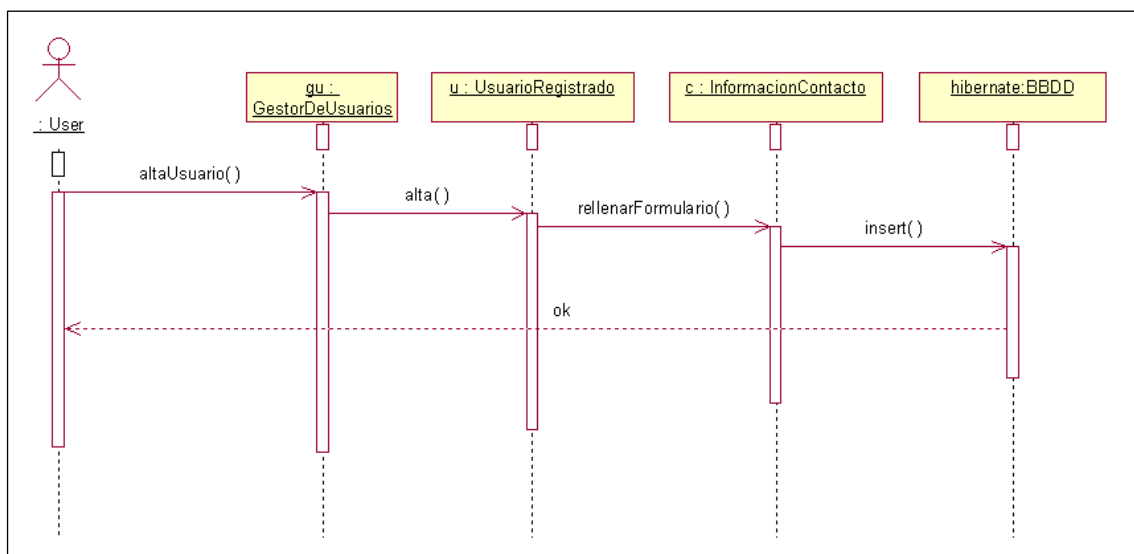 gu :
GestorDeUsuarios
u : UsuarioRegistrado
c : InformacionContacto
hibernate:BBDD
: User
altaUsuario( )
alta( )
rellenarFormulario( )
insert( )
ok